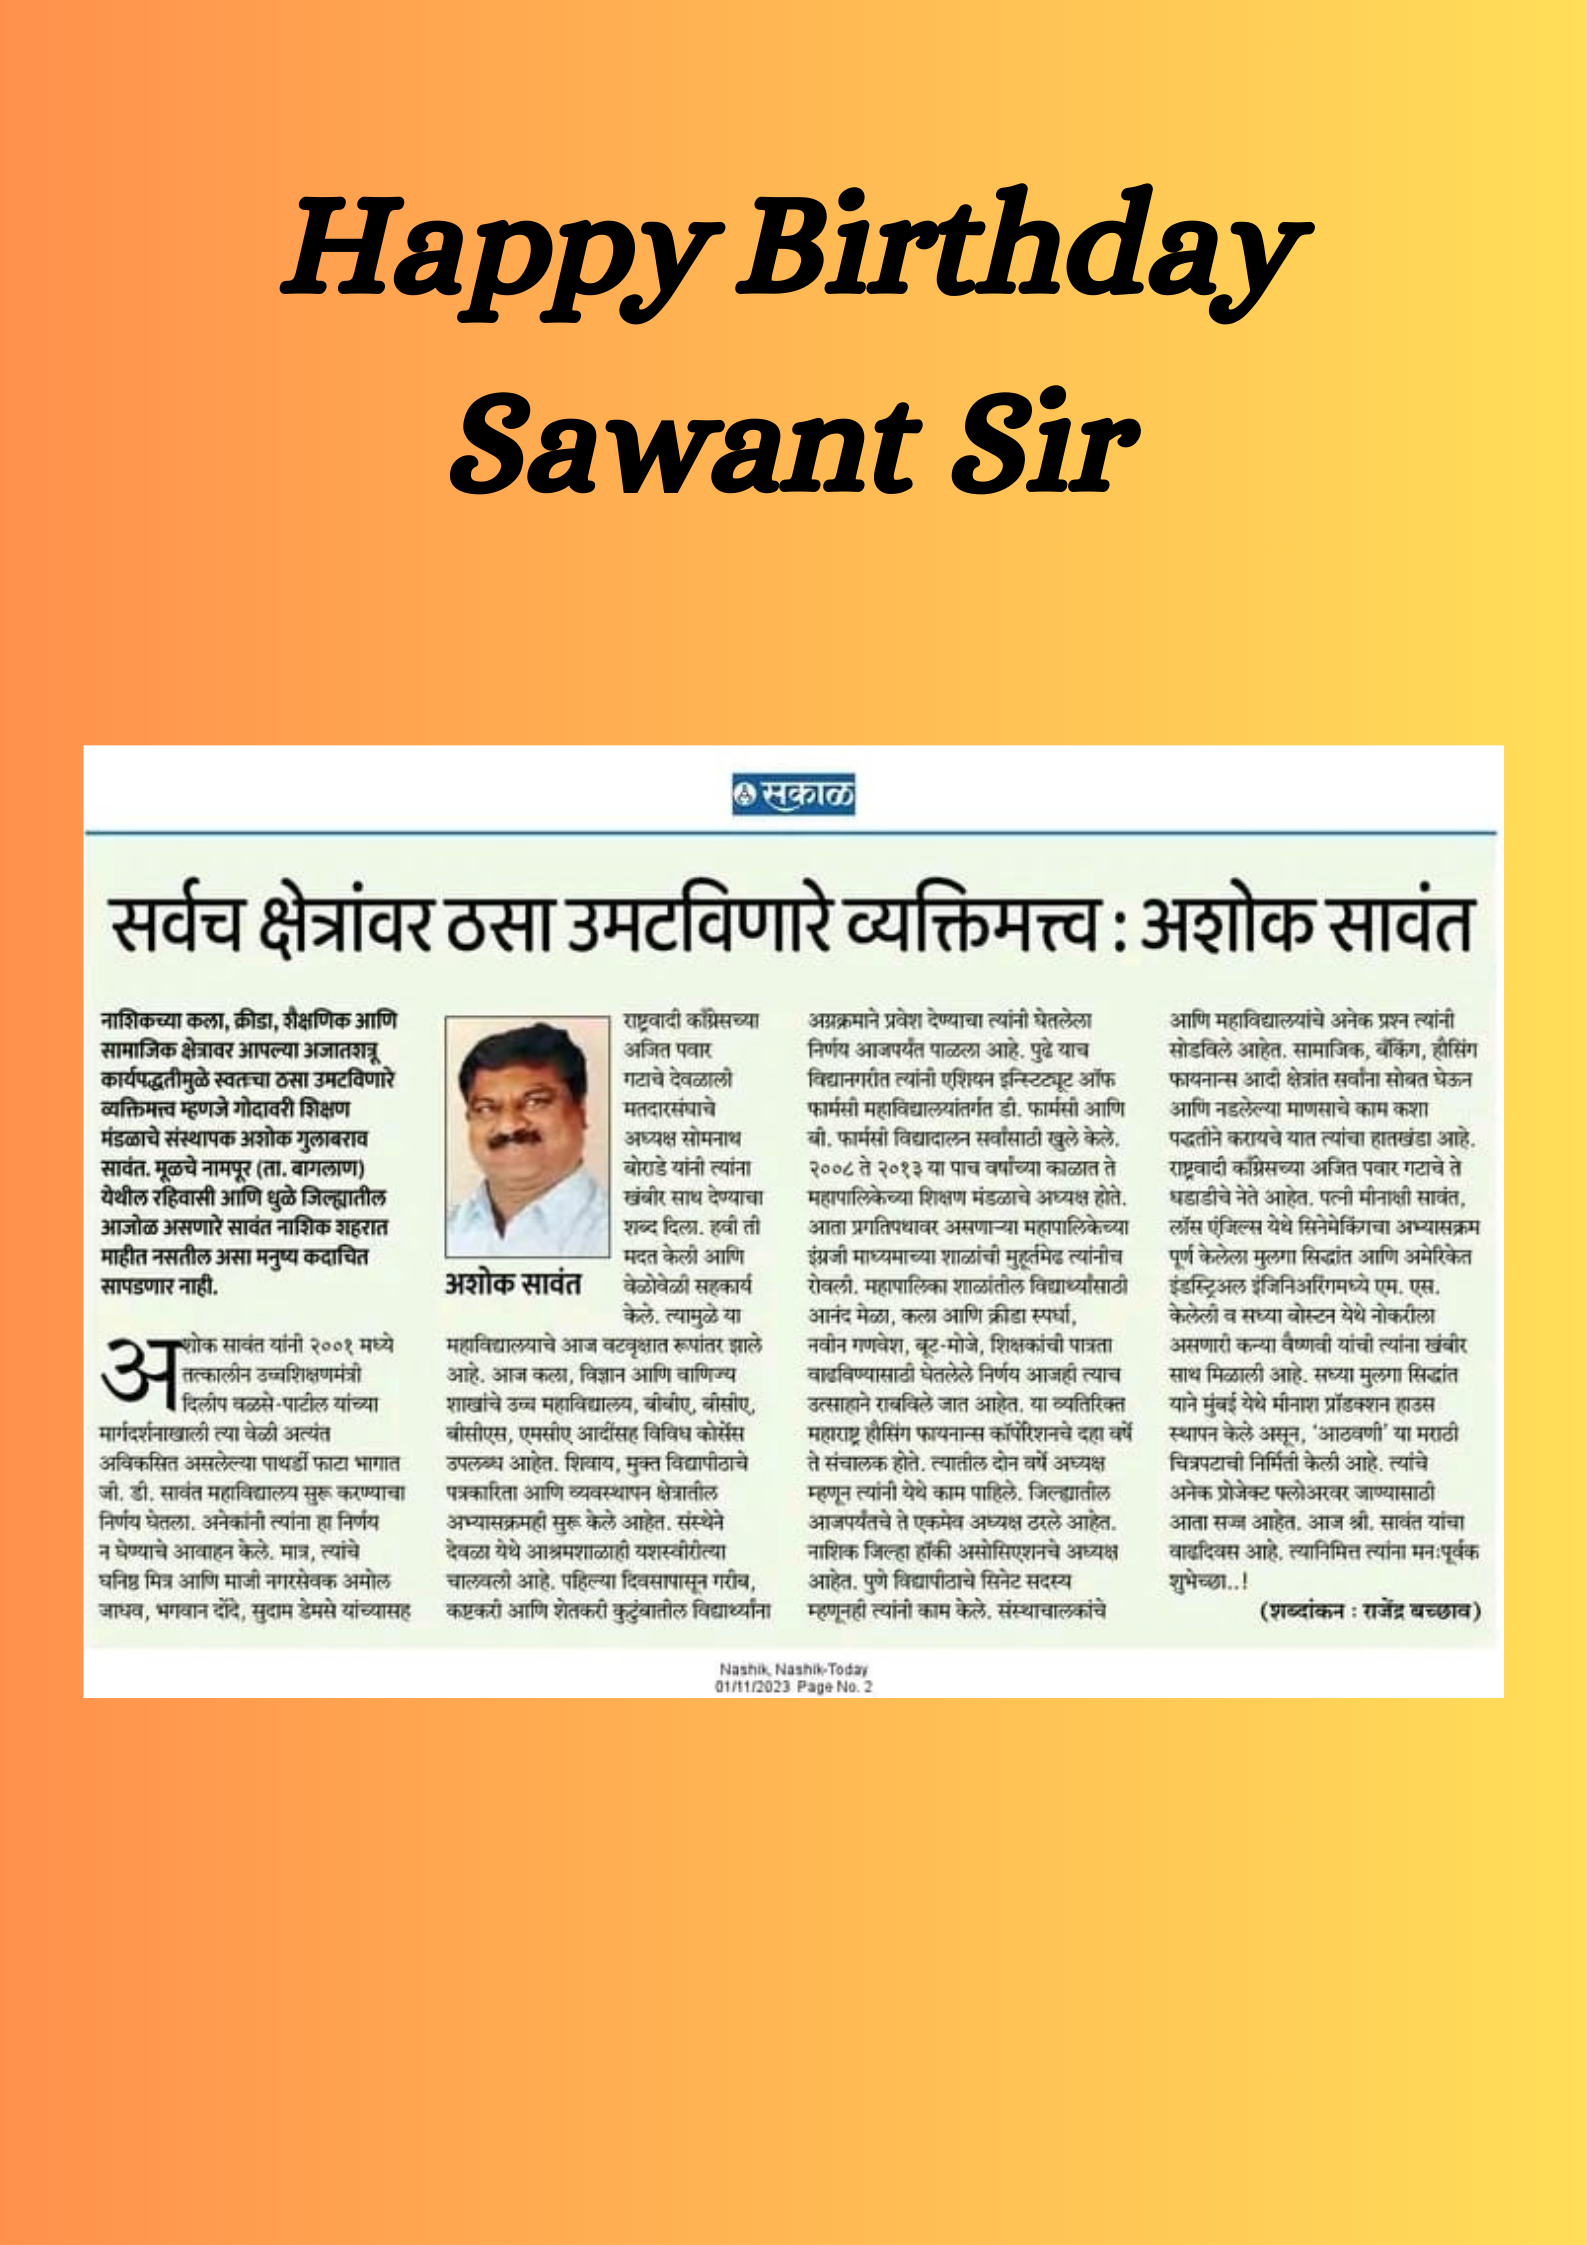 Happy Birthday
Sawant Sir
सकाळ
सर्वच क्षेत्रांवर ठसा उमटविणारे व्यक्तिमत्त्व : अशोक सावंत
नाशिकच्या कला, क्रीडा, शैक्षणिक आणि
सामाजिक क्षेत्रावर आपल्या अजातशत्रू
कार्यपद्धतीमुळे स्वतःचा ठसा उमटविणारे
व्यक्तिमत्त्व म्हणजे गोदावरी शिक्षण
मंडळाचे संस्थापक अशोक गुलाबराव
सावंत. मूळचे नामपूर (ता. बागलाण)
येथील रहिवासी आणि धुळे जिल्ह्यातील
आजोळ असणारे सावंत नाशिक शहरात
माहीत नसतील असा मनुष्य कदाचित
सापडणार नाही.
अशोक सावंत यांनी २००१ मध्ये
तत्कालीन उच्चशिक्षणमंत्री
दिलीप वळसे-पाटील यांच्या
मार्गदर्शनाखाली त्या वेळी अत्यंत
अविकसित असलेल्या पाथर्डी फाटा भागात
जी. डी. सावंत महाविद्यालय सुरू करण्याचा
निर्णय घेतला. अनेकांनी त्यांना हा निर्णय
न घेण्याचे आवाहन केले. मात्र, त्यांचे
घनिष्ठ मित्र आणि माजी नगरसेवक अमोल
जाधव, भगवान दोंदे, सुदाम डेमसे यांच्यासह
अशोक सावंत
राष्ट्रवादी काँग्रेसच्या
अजित पवार
गटाचे देवळाली
मतदारसंघाचे
अध्यक्ष सोमनाथ
बोराडे यांनी त्यांना
खंबीर साथ देण्याचा
शब्द दिला. हवी ती
मदत केली आणि
वेळोवेळी सहकार्य
केले. त्यामुळे या
महाविद्यालयाचे आज वटवृक्षात रूपांतर झाले
आहे. आज कला, विज्ञान आणि वाणिज्य
शाखांचे उच्च महाविद्यालय, बीबीए, बीसीए,
बीसीएस, एमसीए आदींसह विविध कोर्सेस
उपलब्ध आहेत. शिवाय, मुक्त विद्यापीठाचे
पत्रकारिता आणि व्यवस्थापन क्षेत्रातील
अभ्यासक्रमही सुरू केले आहेत. संस्थेने
देवळा येथे आश्रमशाळाही यशस्वीरीत्या
चालवली आहे. पहिल्या दिवसापासून गरीब,
कष्टकरी आणि शेतकरी कुटुंबातील विद्यार्थ्यांना
अग्रक्रमाने प्रवेश देण्याचा त्यांनी घेतलेला
निर्णय आजपर्यंत पाळला आहे. पुढे याच
विद्यानगरीत त्यांनी एशियन इन्स्टिट्यूट ऑफ
फार्मसी महाविद्यालयांतर्गत डी. फार्मसी आणि
बी. फार्मसी विद्यादालन सर्वांसाठी खुले केले.
२००८ ते २०१३ या पाच वर्षांच्या काळात ते
महापालिकेच्या शिक्षण मंडळाचे अध्यक्ष होते.
आता प्रगतिपथावर असणाऱ्या महापालिकेच्या
इंग्रजी माध्यमाच्या शाळांची मुहूर्तमेढ त्यांनीच
रोवली. महापालिका शाळांतील विद्यार्थ्यांसाठी
आनंद मेळा, कला आणि क्रीडा स्पर्धा,
नवीन गणवेश, बूट-मोजे, शिक्षकांची पात्रता
वाढविण्यासाठी घेतलेले निर्णय आजही त्याच
उत्साहाने राबविले जात आहेत. या व्यतिरिक्त
महाराष्ट्र हौसिंग फायनान्स कॉर्पोरेशनचे दहा वर्षे
ते संचालक होते. त्यातील दोन वर्षे अध्यक्ष
म्हणून त्यांनी येथे काम पाहिले. जिल्ह्यातील
आजपर्यंतचे ते एकमेव अध्यक्ष ठरले आहेत.
नाशिक जिल्हा हॉकी असोसिएशनचे अध्यक्ष
आहेत. पुणे विद्यापीठाचे सिनेट सदस्य
म्हणूनही त्यांनी काम केले. संस्थाचालकांचे
आणि महाविद्यालयांचे अनेक प्रश्न त्यांनी
सोडविले आहेत. सामाजिक, बँकिंग, हौसिंग
फायनान्स आदी क्षेत्रांत सर्वांना सोबत घेऊन
आणि नडलेल्या माणसाचे काम कशा
पद्धतीने करायचे यात त्यांचा हातखंडा आहे.
राष्ट्रवादी काँग्रेसच्या अजित पवार गटाचे ते
धडाडीचे नेते आहेत. पत्नी मीनाक्षी सावंत,
लॉस एंजिल्स येथे सिनेमेकिंगचा अभ्यासक्रम
पूर्ण केलेला मुलगा सिद्धांत आणि अमेरिकेत
इंडस्ट्रिअल इंजिनिअरिंगमध्ये एम. एस.
केलेली व सध्या बोस्टन येथे नोकरीला
असणारी कन्या वैष्णवी यांची त्यांना खंबीर
साथ मिळाली आहे. सध्या मुलगा सिद्धांत
याने मुंबई येथे मीनाश प्रॉडक्शन हाउस
स्थापन केले असून, ‘आठवणी’ या मराठी
चित्रपटाची निर्मिती केली आहे. त्यांचे
अनेक प्रोजेक्ट फ्लोअरवर जाण्यासाठी
आता सज्ज आहेत. आज श्री. सावंत यांचा
वाढदिवस आहे. त्यानिमित्त त्यांना मनःपूर्वक
शुभेच्छा..!
(शब्दांकन : राजेंद्र बच्छाव)
Nashik, Nashik-Today
01/11/2023 Page No. 2